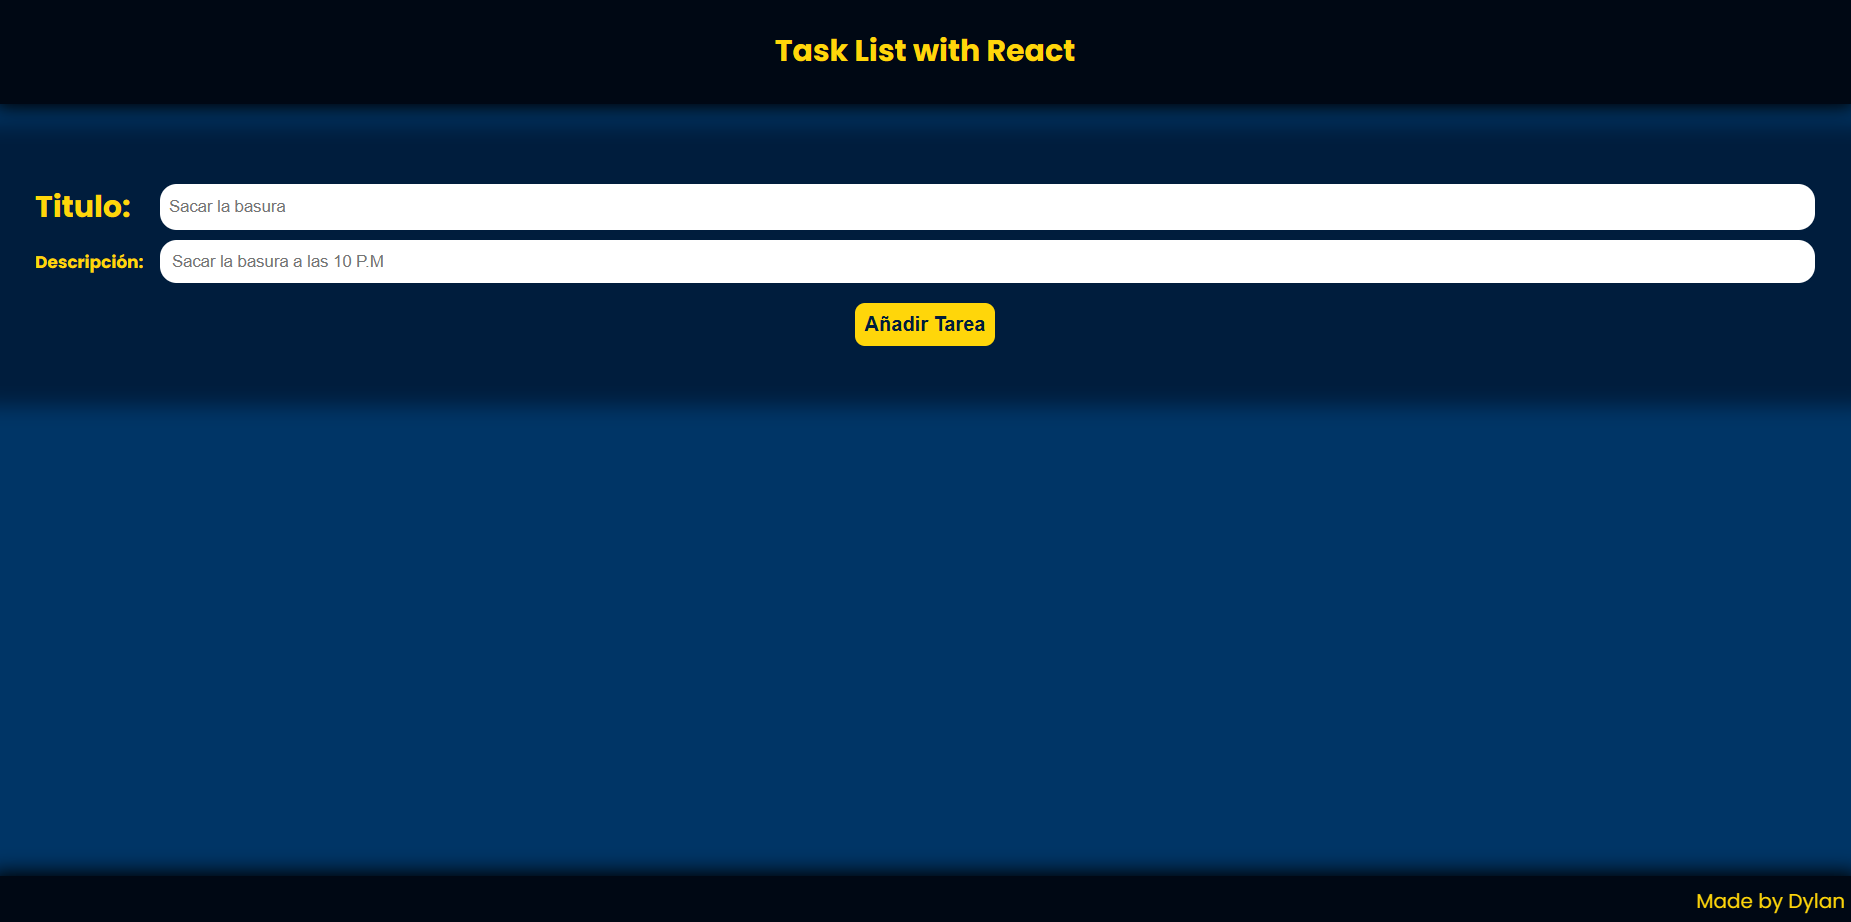 Task List with React
Titulo: Sacar la basura
Descripción: Sacar la basura a las 10 P.M
Añadir Tarea
Made by Dylan